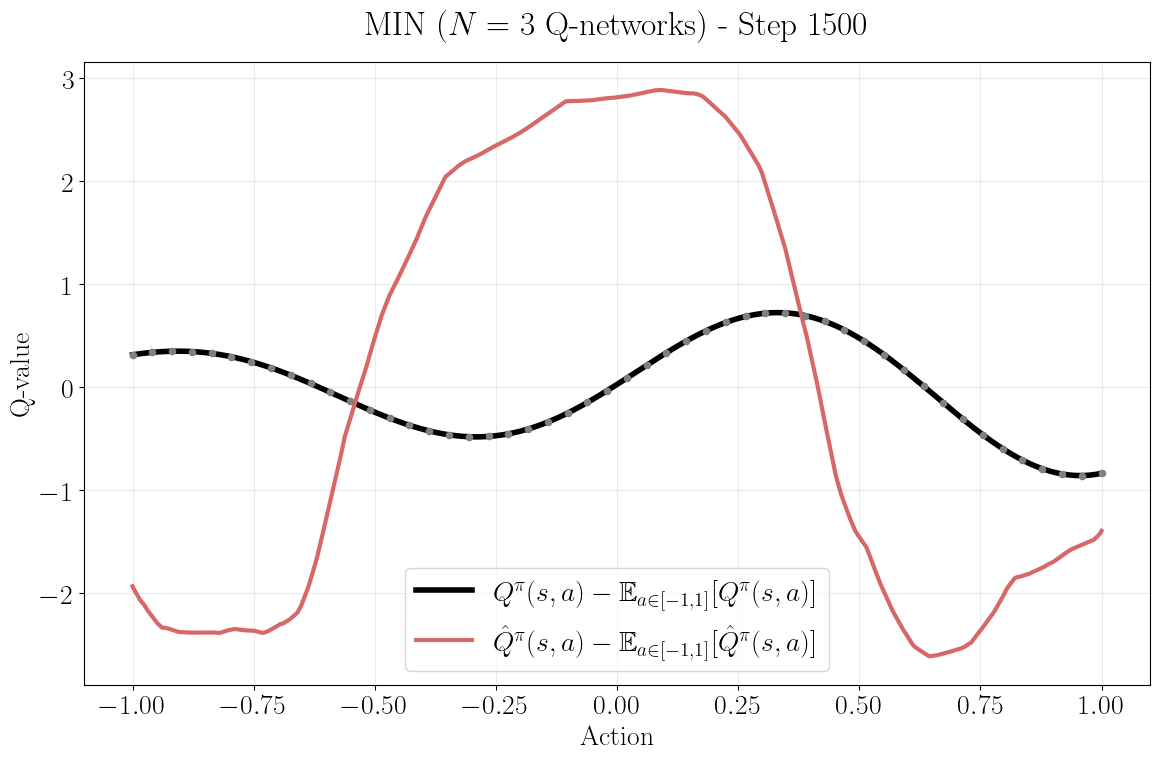 MIN (N = 3 Q-networks) - Step 1500
3
2
1
0
−1
−2
Q-value
Q^π(s, a) − 𝔼_{a∈[−1,1]}[Q^π(s, a)]
Q̂^π(s, a) − 𝔼_{a∈[−1,1]}[Q̂^π(s, a)]
−1.00 −0.75 −0.50 −0.25 0.00 0.25 0.50 0.75 1.00
Action